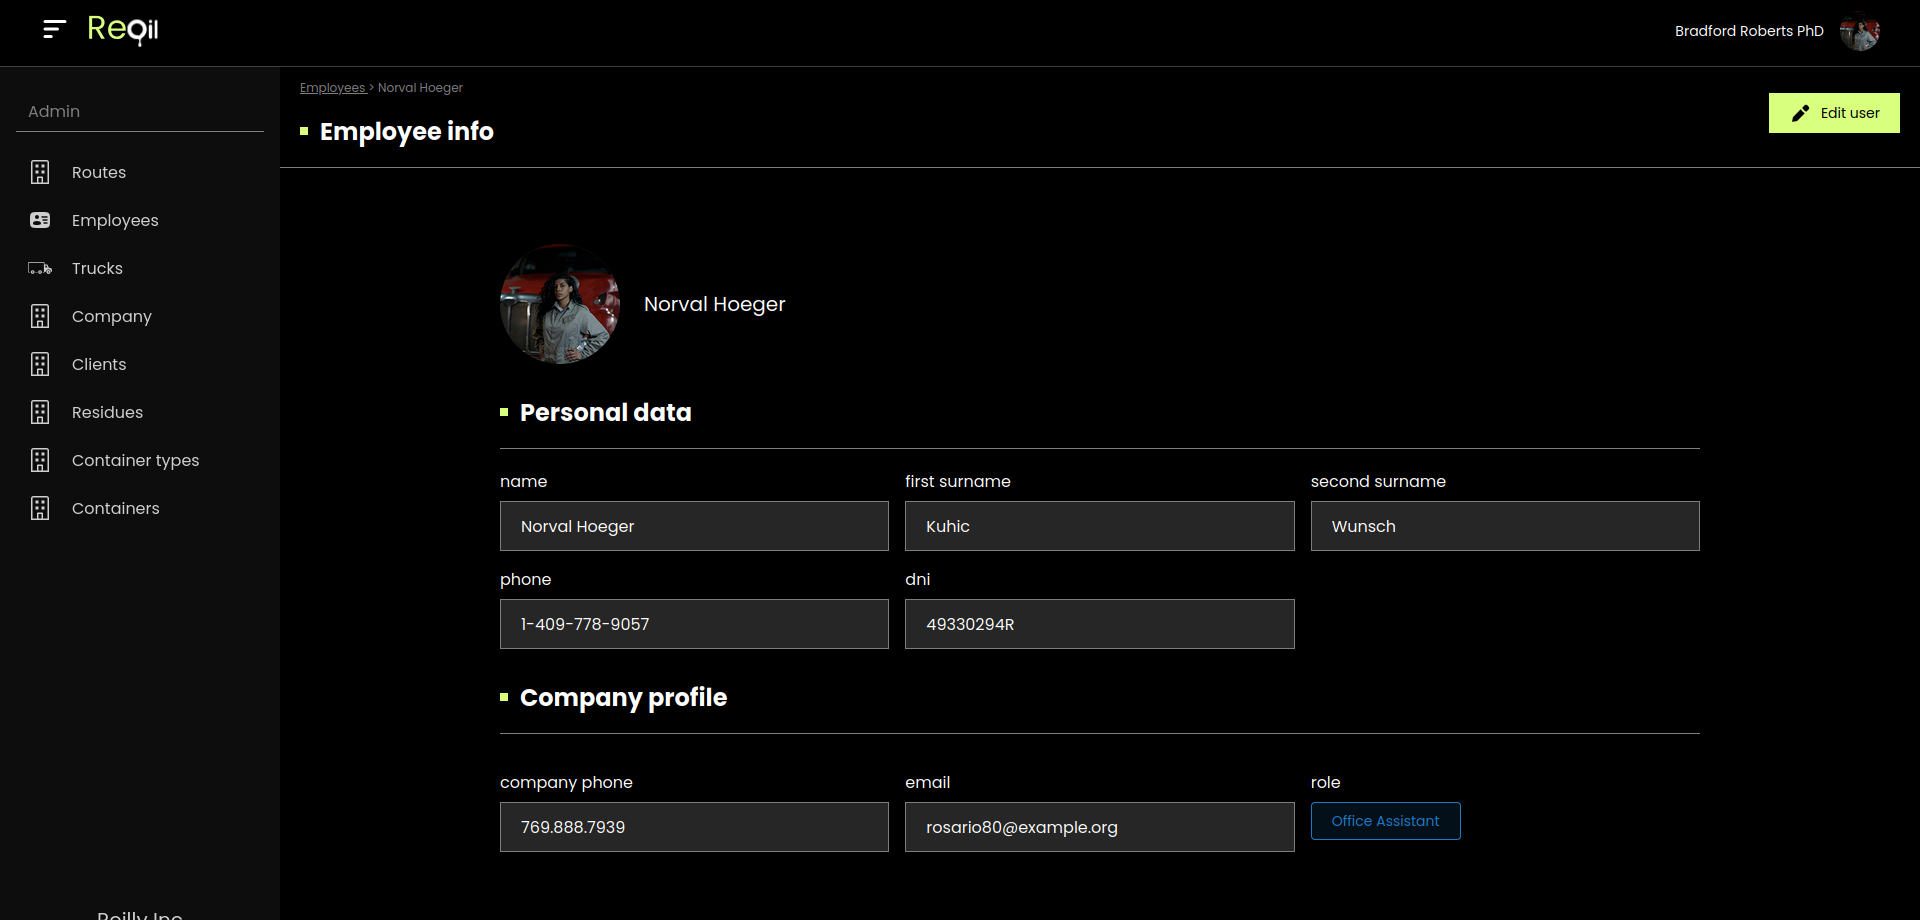 Reqil
Bradford Roberts PhD
Admin
Routes
Employees
Trucks
Company
Clients
Residues
Container types
Containers
Reilly Inc
Employees > Norval Hoeger
Employee info
Edit user
Norval Hoeger
Personal data
name first surname second surname
Norval Hoeger Kuhic Wunsch
phone dni
1-409-778-9057 49330294R
Company profile
company phone email role
769.888.7939 rosario80@example.org Office Assistant